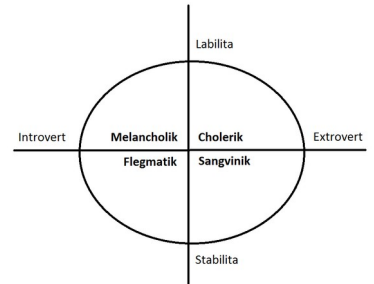 Labilita
Introvert Melancholik Cholerik Extrovert
Flegmatik Sangvinik
Stabilita